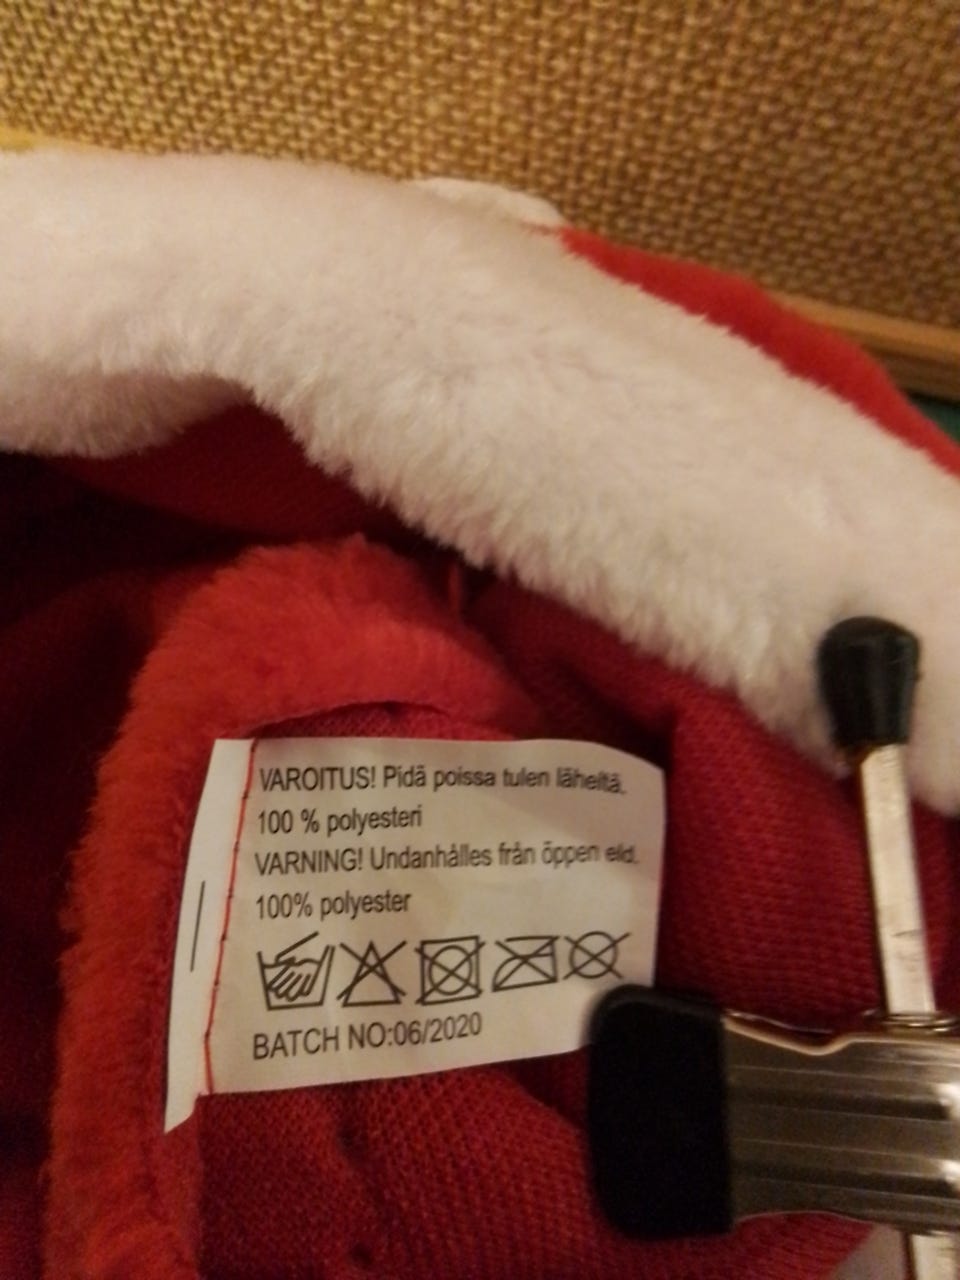 VAROITUS! Pidä poissa tulen läheltä.
100 % polyesteri
VARNING! Undanhålles från öppen eld.
100% polyester
BATCH NO:06/2020